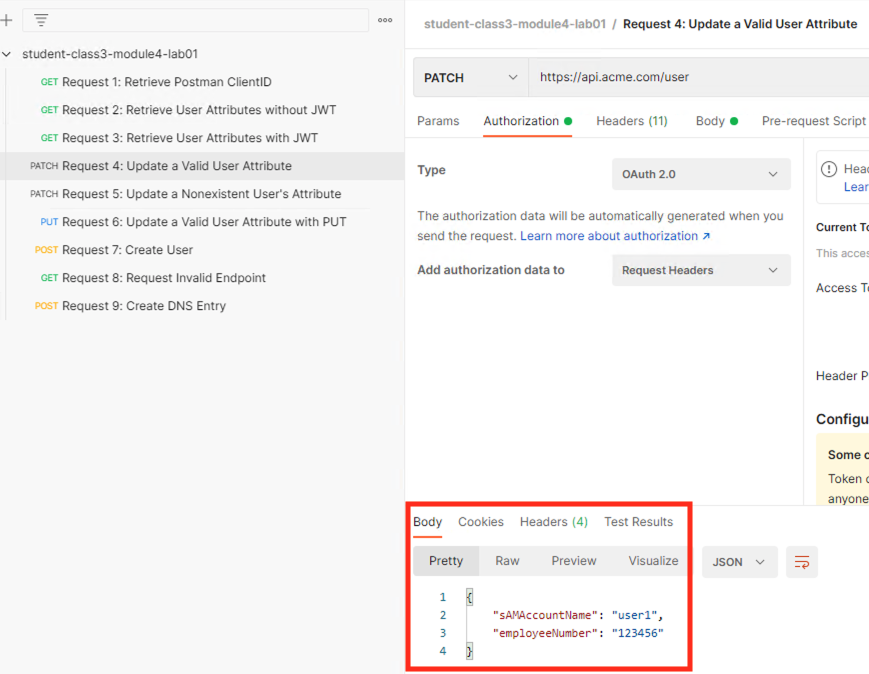 student-class3-module4-lab01
GET Request 1: Retrieve Postman ClientID
GET Request 2: Retrieve User Attributes without JWT
GET Request 3: Retrieve User Attributes with JWT
PATCH Request 4: Update a Valid User Attribute
PATCH Request 5: Update a Nonexistent User's Attribute
PUT Request 6: Update a Valid User Attribute with PUT
POST Request 7: Create User
GET Request 8: Request Invalid Endpoint
POST Request 9: Create DNS Entry
student-class3-module4-lab01 / Request 4: Update a Valid User Attribute
PATCH https://api.acme.com/user
Params Authorization Headers (11) Body Pre-request Script
Type OAuth 2.0
The authorization data will be automatically generated when you
send the request. Learn more about authorization ↗
Add authorization data to Request Headers
Head
Lear
Current To
This acces
Access To
Header P
Configu
Some o
Token o
anyone
Body Cookies Headers (4) Test Results
Pretty Raw Preview Visualize JSON
1 {
2 "sAMAccountName": "user1",
3 "employeeNumber": "123456"
4 }